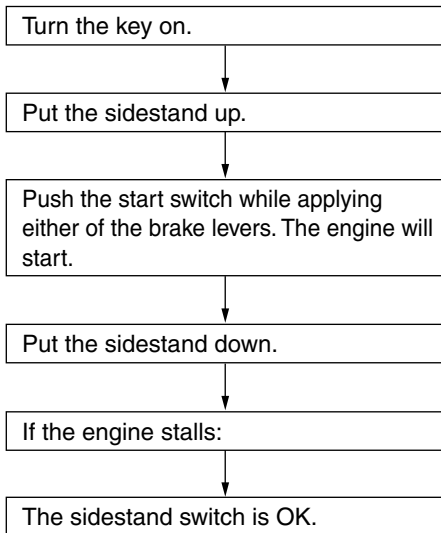 Turn the key on.
Put the sidestand up.
Push the start switch while applying
either of the brake levers. The engine will
start.
Put the sidestand down.
If the engine stalls:
The sidestand switch is OK.